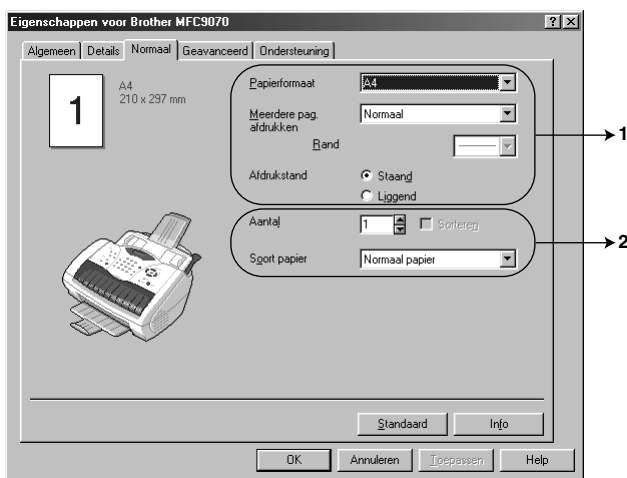 Eigenschappen voor Brother MFC9070
Algemeen Details Normaal Geavanceerd Ondersteuning
1
A4
210 x 297 mm
Papierformaat A4
Meerdere pag. afdrukken Normaal
Rand
Afdrukstand Staand
Liggend
1
Aantal 1 Sorteren
Soort papier Normaal papier
2
Standaard Info
OK Annuleren Toepassen Help